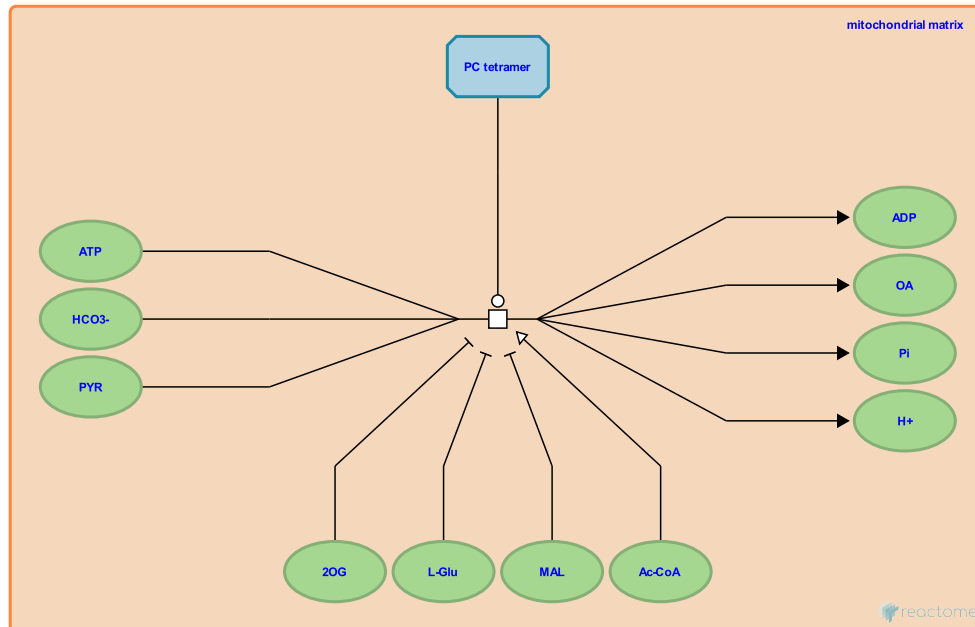 mitochondrial matrix
PC tetramer
ATP
HCO3-
PYR
ADP
OA
Pi
H+
2OG
L-Glu
MAL
Ac-CoA
reactome